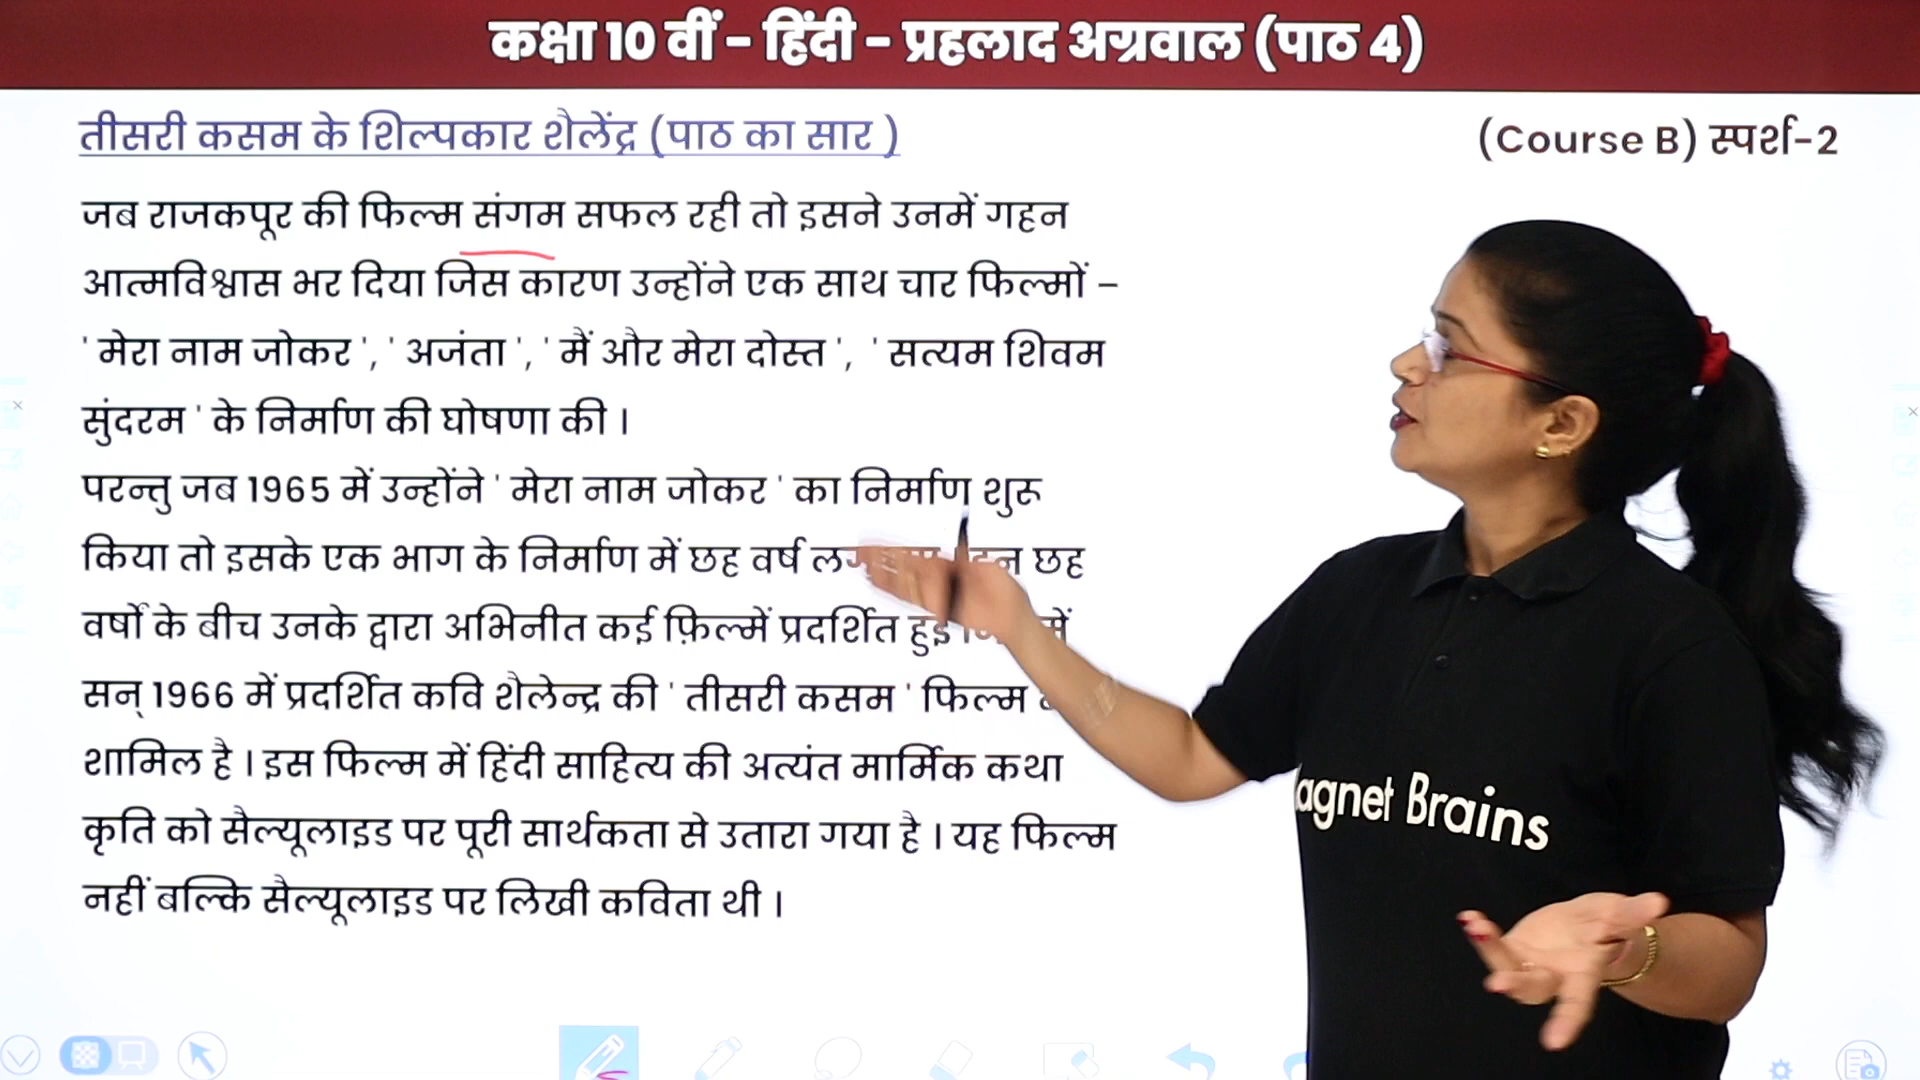 कक्षा 10 वीं - हिंदी - प्रहलाद अग्रवाल (पाठ 4)
तीसरी कसम के शिल्पकार शैलेंद्र (पाठ का सार )
(Course B) स्पर्श-2
जब राजकपूर की फिल्म संगम सफल रही तो इसने उनमें गहन
आत्मविश्वास भर दिया जिस कारण उन्होंने एक साथ चार फिल्मों –
' मेरा नाम जोकर ', ' अजंता ', ' मैं और मेरा दोस्त ', ' सत्यम शिवम
सुंदरम ' के निर्माण की घोषणा की ।
परन्तु जब 1965 में उन्होंने ' मेरा नाम जोकर ' का निर्माण शुरू
किया तो इसके एक भाग के निर्माण में छह वर्ष छह
वर्षों के बीच उनके द्वारा अभिनीत कई फ़िल्में प्रदर्शित
सन् 1966 में प्रदर्शित कवि शैलेन्द्र की ' तीसरी कसम ' फिल्म
शामिल है । इस फिल्म में हिंदी साहित्य की अत्यंत मार्मिक कथा
कृति को सैल्यूलाइड पर पूरी सार्थकता से उतारा गया है । यह फिल्म
नहीं बल्कि सैल्यूलाइड पर लिखी कविता थी ।
agnet Brains